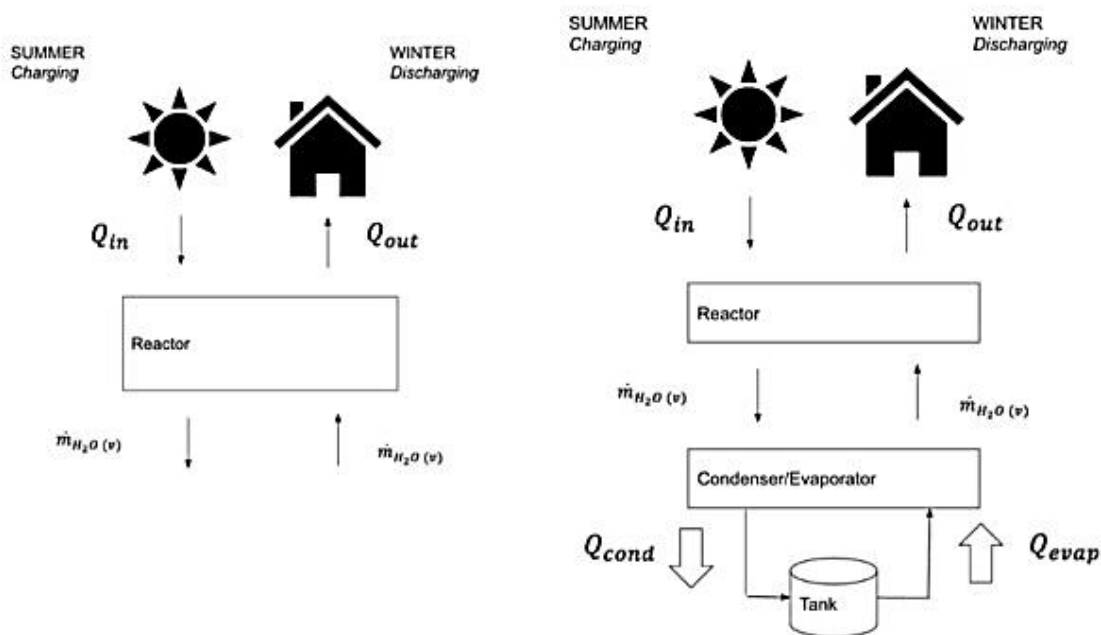 SUMMER
Charging
WINTER
Discharging
Q_in
Q_out
Reactor
ṁ_H₂O (v)
ṁ_H₂O (v)
SUMMER
Charging
WINTER
Discharging
Q_in
Q_out
Reactor
ṁ_H₂O (v)
ṁ_H₂O (v)
Condenser/Evaporator
Q_cond
Q_evap
Tank